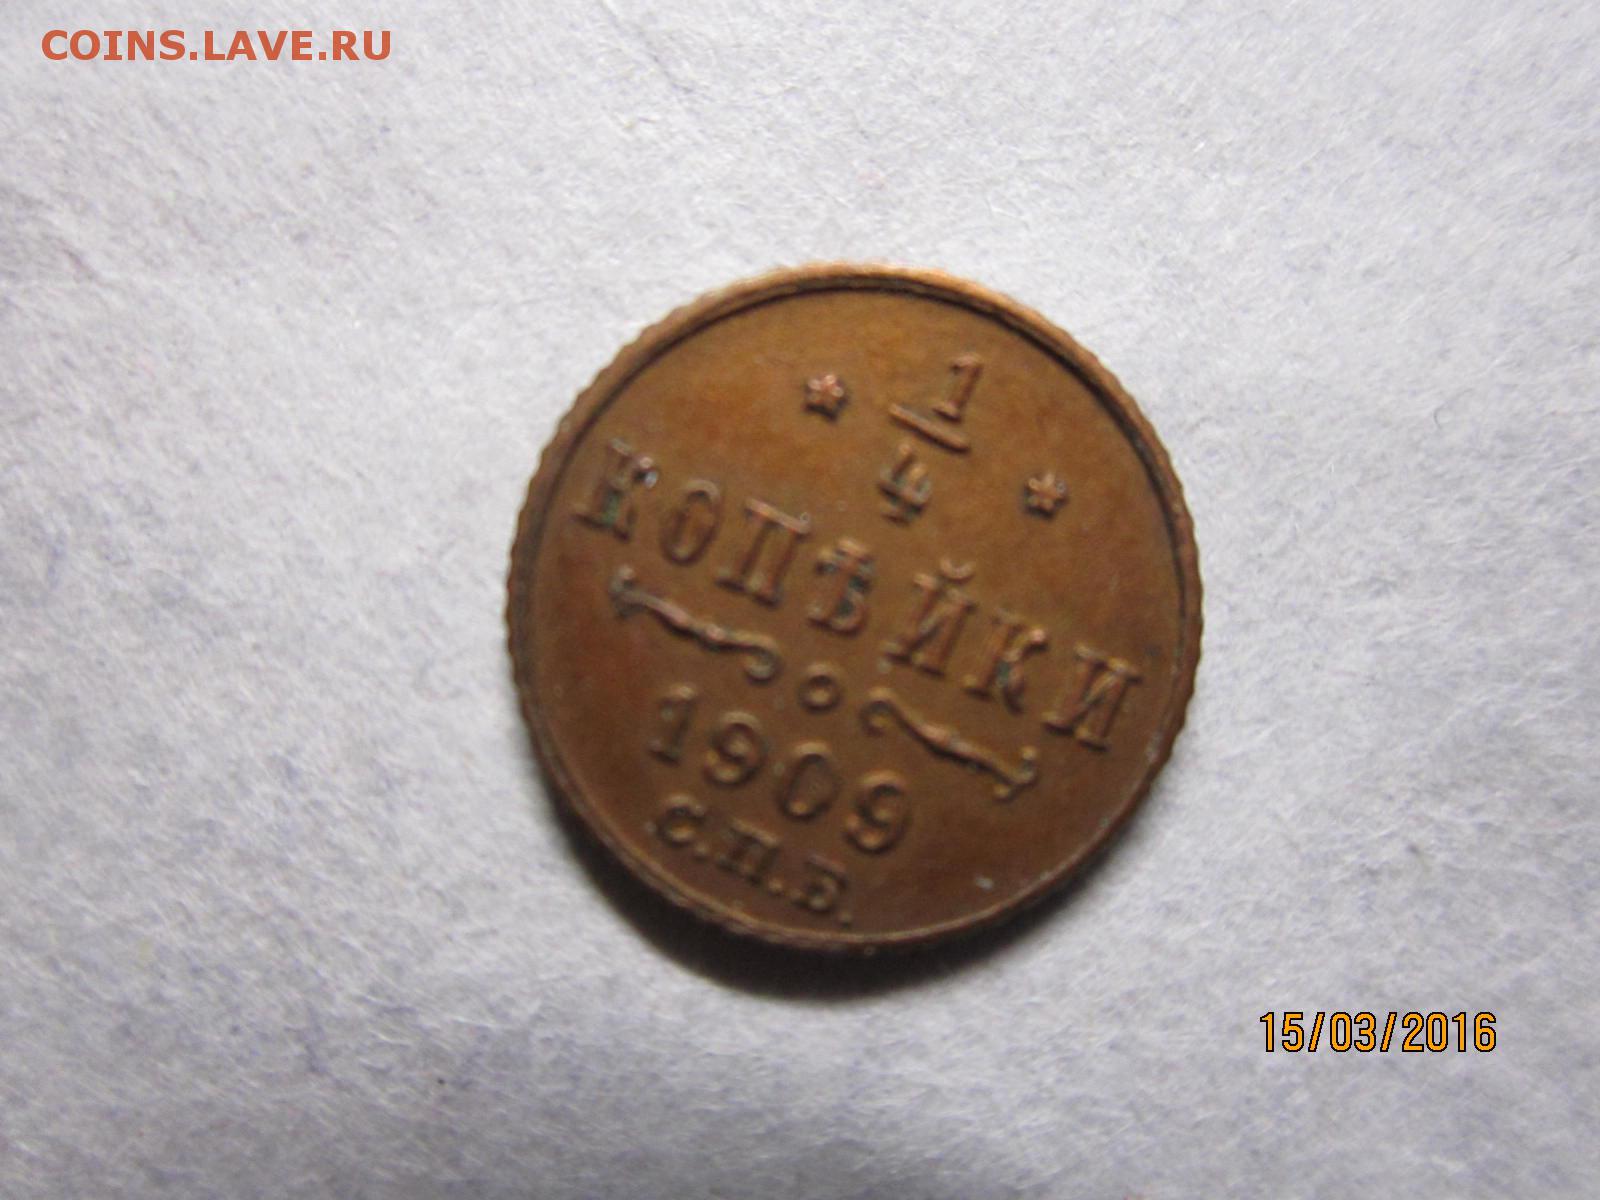 COINS.LAVE.RU
1/4
КОПѢЙКИ
1909
С.П.Б.
15/03/2016